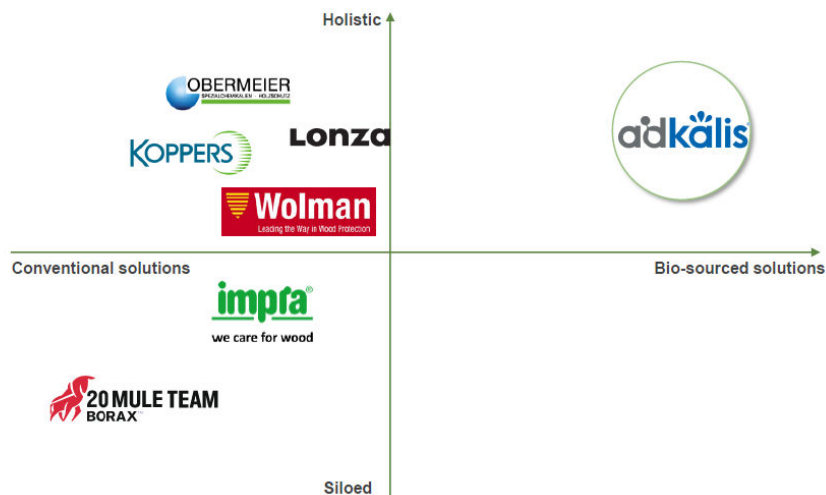 Holistic
OBERMEIER
SPEZIALCHEMIKALIEN - HOLZSCHUTZ
LONZA
KOPPERS
adkalis
Wolman
Leading the Way in Wood Protection
Conventional solutions
Bio-sourced solutions
impra®
we care for wood
20 MULE TEAM
BORAX™
Siloed